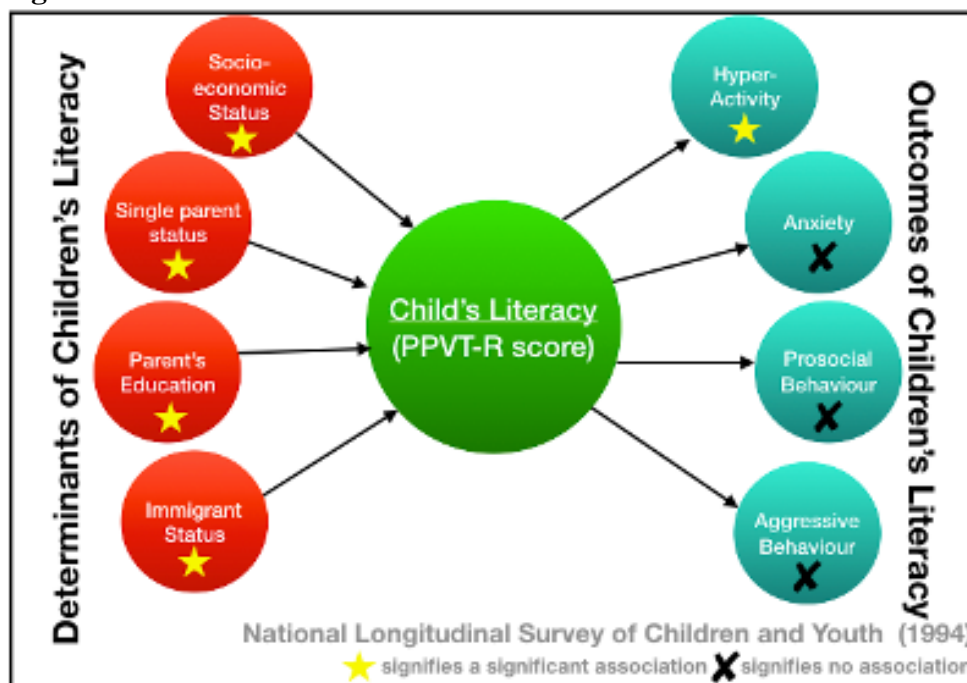 Determinants of Children's Literacy
Socio-
economic
Status
Single parent
status
Parent's
Education
Immigrant
Status
Child's Literacy
(PPVT-R score)
Hyper-
Activity
Anxiety
Prosocial
Behaviour
Aggressive
Behaviour
Outcomes of Children's Literacy
National Longitudinal Survey of Children and Youth (1994)
signifies a significant association
signifies no association